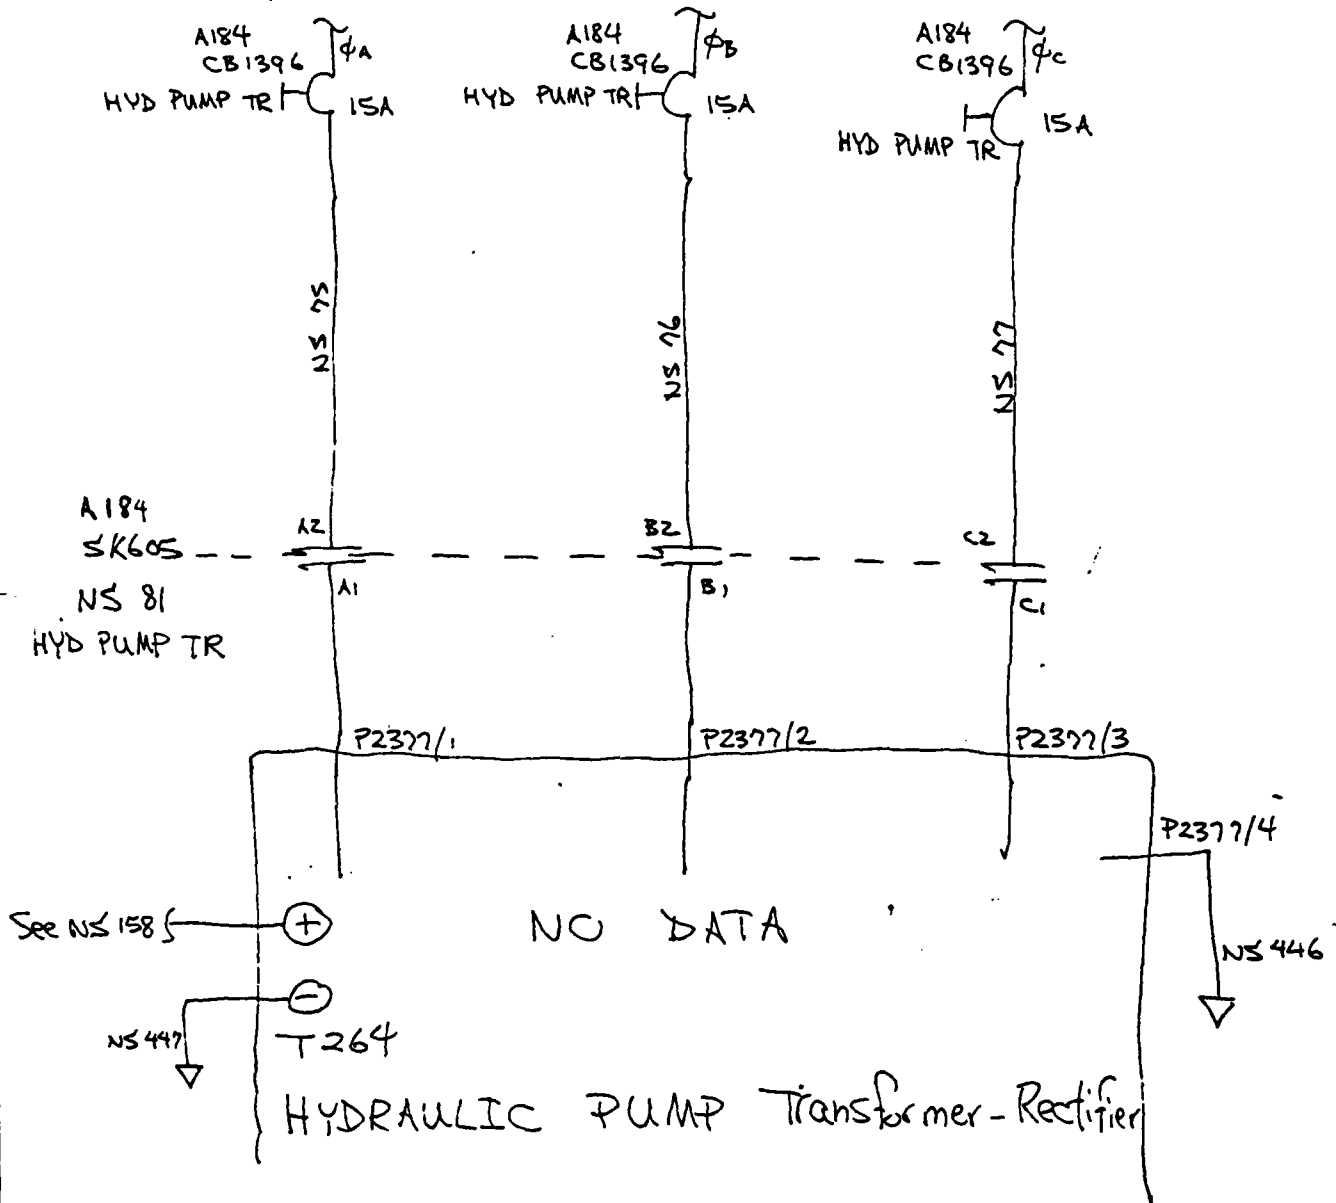 A184
CB1396
ϕA
HYD PUMP TR
15A
A184
CB1396
ϕB
HYD PUMP TR
15A
A184
CB1396
ϕC
HYD PUMP TR
15A
NS 75
NS 76
NS 77
A184
SK605
NS 81
HYD PUMP TR
A2
A1
B2
B1
C2
C1
P2377/1
P2377/2
P2377/3
P2377/4
See NS 158
+
NO DATA
NS 446
−
NS 447
T264
HYDRAULIC PUMP Transformer-Rectifier